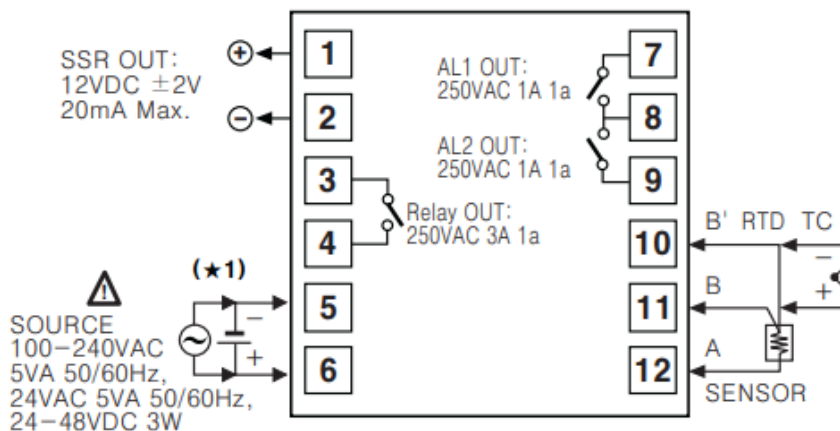 SSR OUT:
12VDC ±2V
20mA Max.
+
−
1
2
3
4
5
6
AL1 OUT:
250VAC 1A 1a
AL2 OUT:
250VAC 1A 1a
Relay OUT:
250VAC 3A 1a
7
8
9
10
11
12
(★1)
−
+
!
SOURCE
100−240VAC
5VA 50/60Hz,
24VAC 5VA 50/60Hz,
24−48VDC 3W
B' RTD TC
−
B
+
A
SENSOR